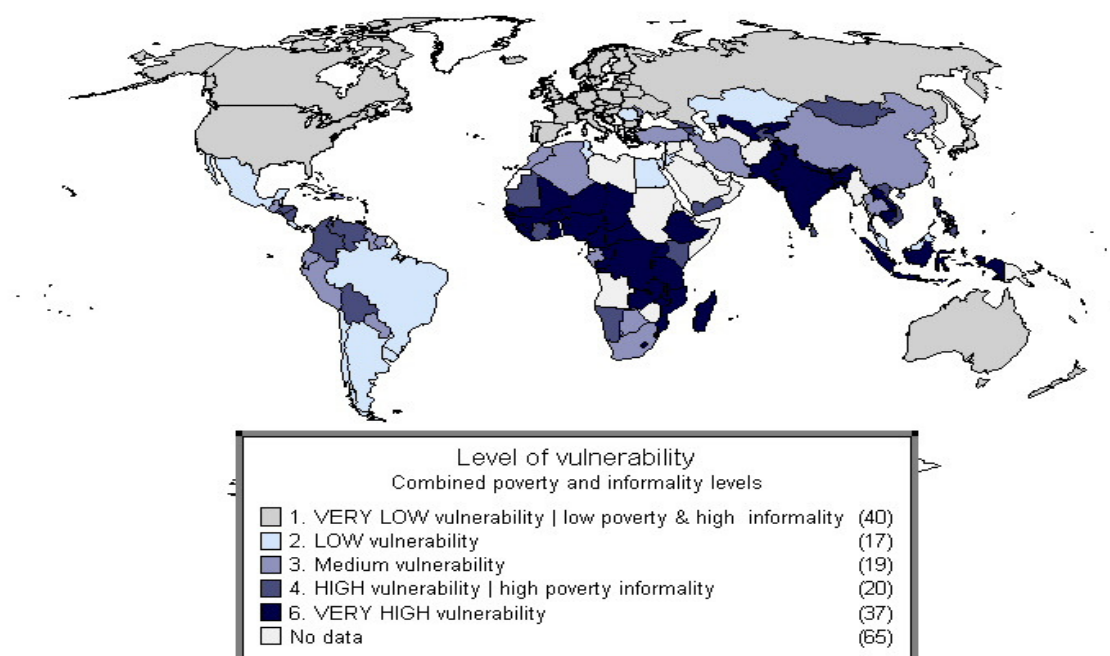 Level of vulnerability
Combined poverty and informality levels
1. VERY LOW vulnerability | low poverty & high informality (40)
2. LOW vulnerability (17)
3. Medium vulnerability (19)
4. HIGH vulnerability | high poverty informality (20)
6. VERY HIGH vulnerability (37)
No data (65)